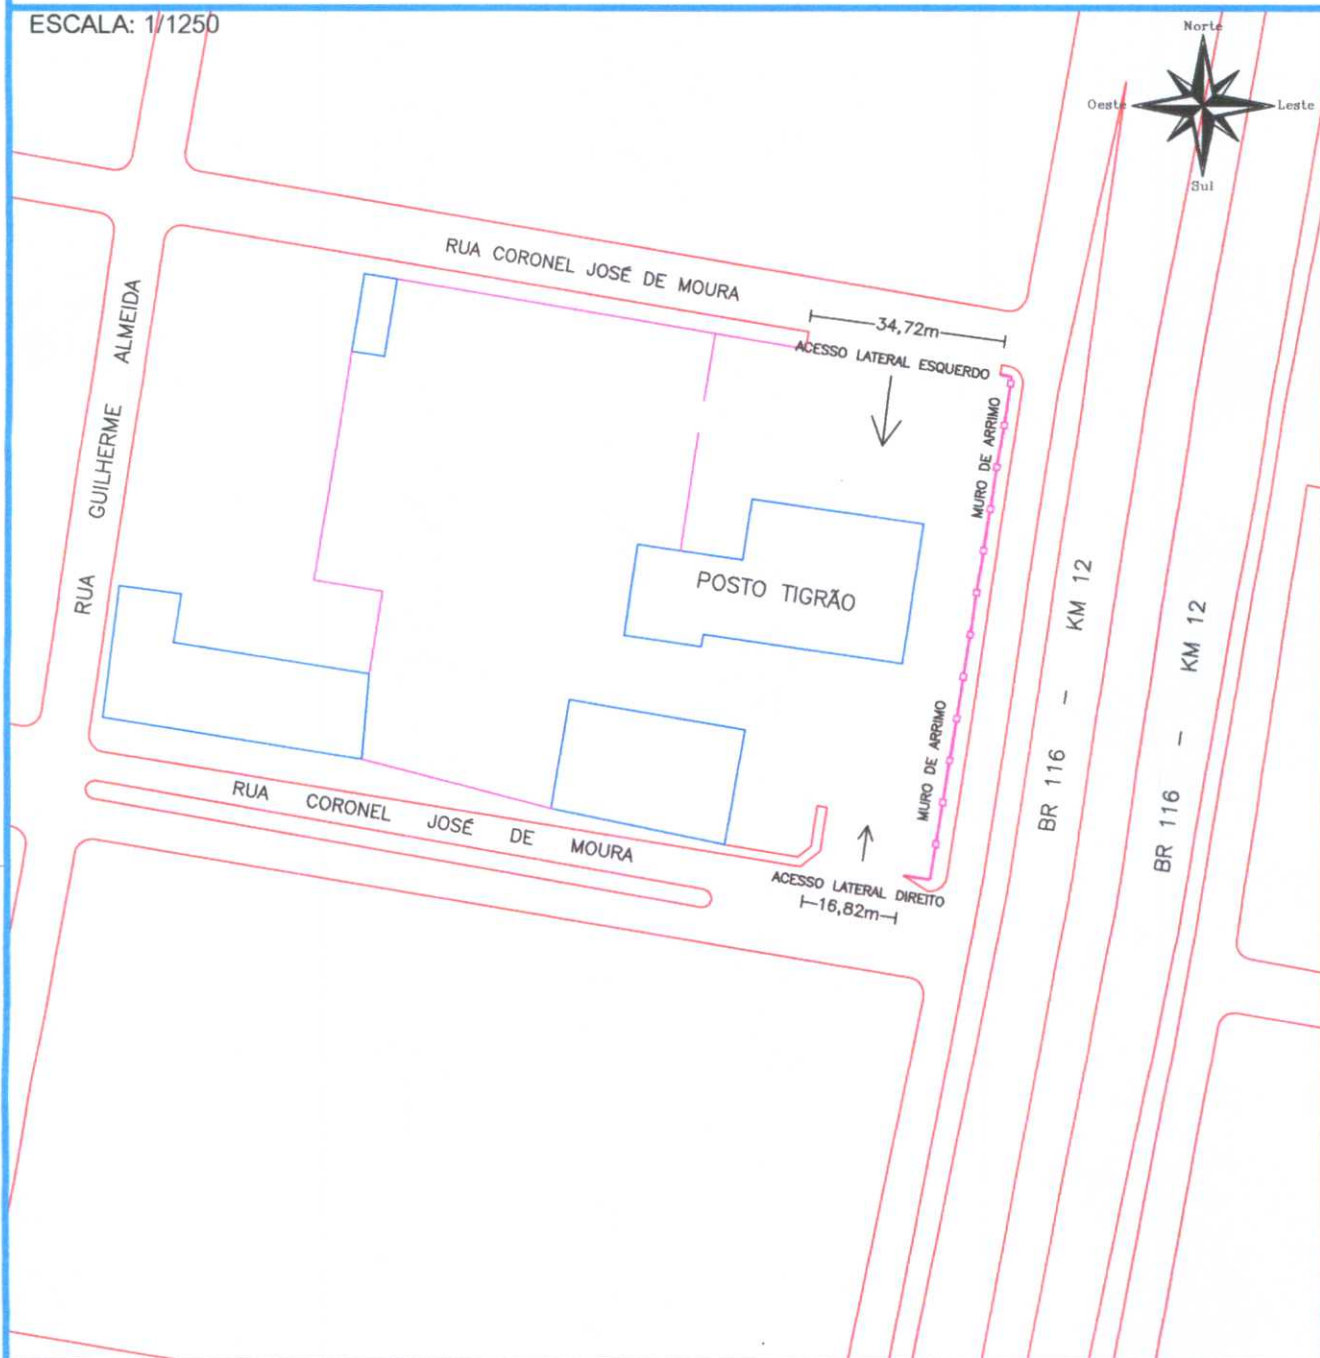 ESCALA: 1/1250
Norte
Oeste
Leste
Sul
RUA CORONEL JOSÉ DE MOURA
34,72m
ACESSO LATERAL ESQUERDO
RUA GUILHERME ALMEIDA
MURO DE ARRIMO
POSTO TIGRÃO
MURO DE ARRIMO
BR 116 - KM 12
BR 116 - KM 12
RUA CORONEL JOSÉ DE MOURA
ACESSO LATERAL DIREITO
16,82m